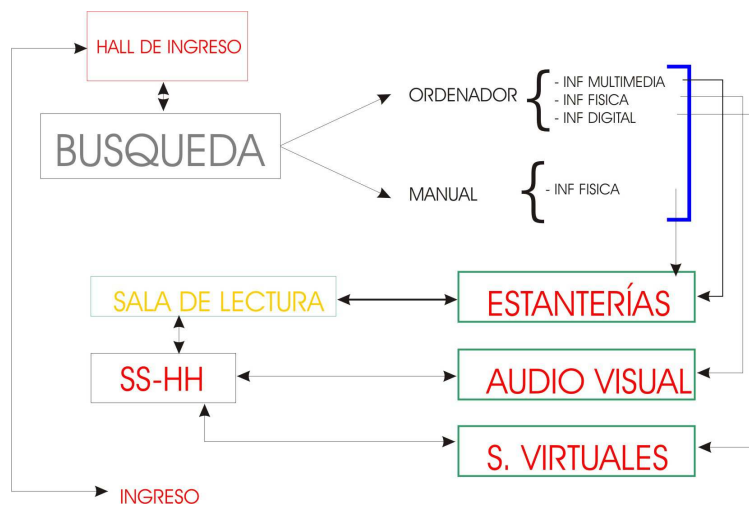 HALL DE INGRESO
BUSQUEDA
ORDENADOR
- INF MULTIMEDIA
- INF FISICA
- INF DIGITAL
MANUAL
- INF FISICA
SALA DE LECTURA
ESTANTERÍAS
SS-HH
AUDIO VISUAL
S. VIRTUALES
INGRESO